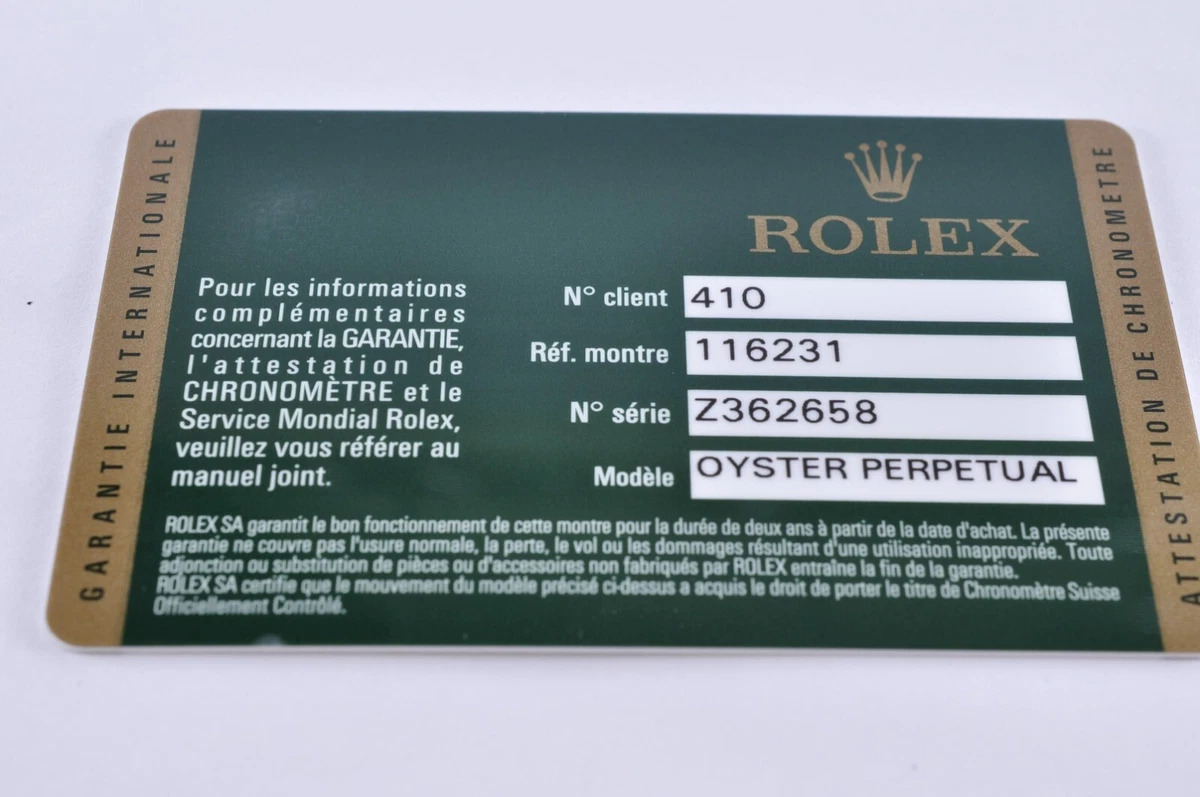 GARANTIE INTERNATIONALE
ROLEX
Pour les informations
complémentaires
concernant la GARANTIE,
l'attestation de
CHRONOMÈTRE et le
Service Mondial Rolex,
veuillez vous référer au
manuel joint.
N° client 410
Réf. montre 116231
N° série Z362658
Modèle OYSTER PERPETUAL
ROLEX SA garantit le bon fonctionnement de cette montre pour la durée de deux ans à partir de la date d'achat. La présente
garantie ne couvre pas l'usure normale, la perte, le vol ou les dommages résultant d'une utilisation inappropriée. Toute
adjonction ou substitution de pièces ou d'accessoires non fabriqués par ROLEX entraîne la fin de la garantie.
ROLEX SA certifie que le mouvement du modèle précisé ci-dessus a acquis le droit de porter le titre de Chronomètre Suisse
Officiellement Contrôlé.
ATTESTATION DE CHRONOMETRE